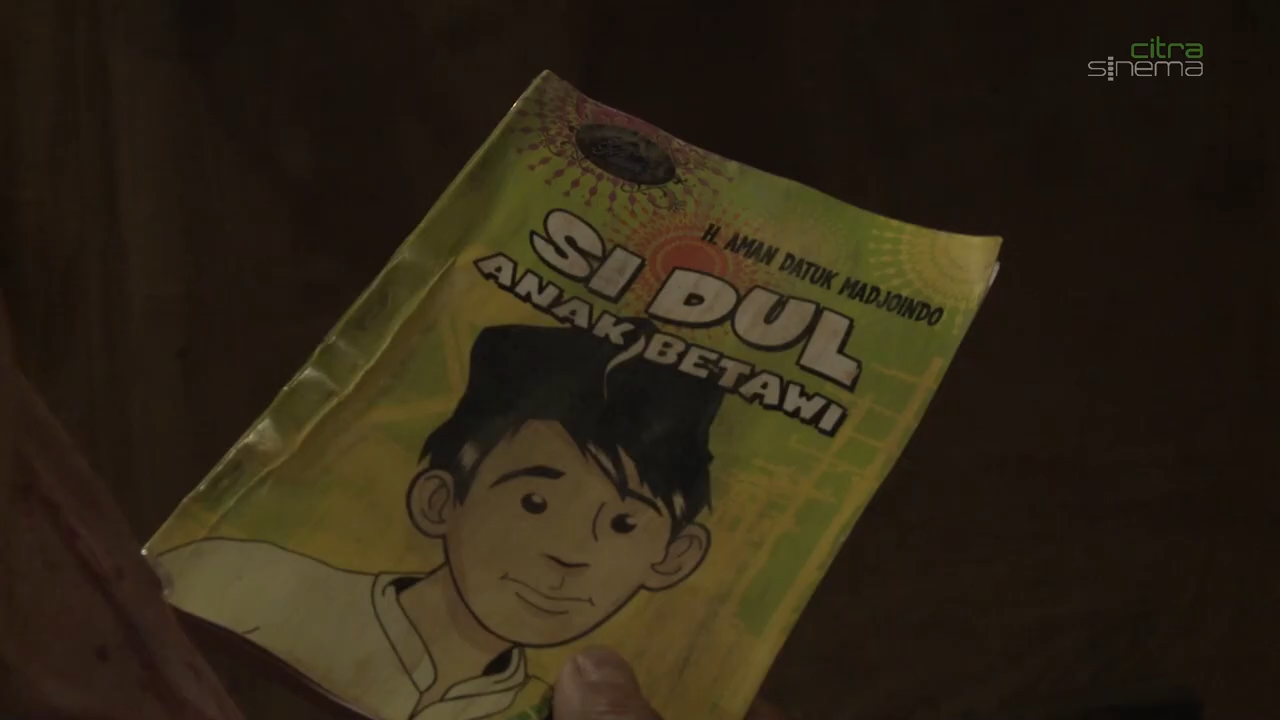 citra
sinema
H. AMAN DATUK MADJOINDO
SI DUL
ANAK BETAWI